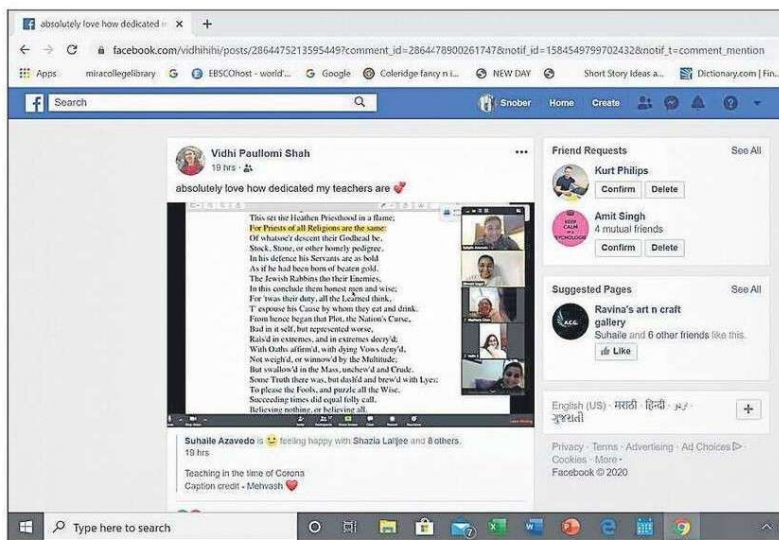 absolutely love how dedicated
facebook.com/vidhihihi/posts/2864475213595449?comment_id=2864478900261747&notif_id=1584549799702432&notif_t=comment_mention
Apps miracollegelibrary G EBSCOhost - world'... G Google Coleridge fancy n i... NEW DAY Short Story Ideas a... Dictionary.com | Fin...
Search Snober Home Create
Vidhi Paullomi Shah
19 hrs
absolutely love how dedicated my teachers are
This set the Heathen Priesthood in a flame;
For Priests of all Religions are the same:
Of whatsoe'r descent their Godhead be,
Stock, Stone, or other homely pedigree,
In his defence his Servants are as bold
As if he had been born of beaten gold.
The Jewish Rabbins tho their Enemies,
In this conclude them honest men and wise;
For 'twas their duty, all the Learned think,
T' espouse his Cause by whom they eat and drink.
From hence began that Plot, the Nation's Curse,
Bad in it self, but represented worse,
Rais'd in extremes, and in extremes decry'd;
With Oaths affirm'd, with dying Vows deny'd,
Not weigh'd, or winnow'd by the Multitude;
But swallow'd in the Mass, unchew'd and Crude.
Some Truth there was, but dash'd and brew'd with Lyes;
To please the Fools, and puzzle all the Wise.
Succeeding times did equal folly call,
Believing nothing, or believing all.
Suhaile Azavedo is feeling happy with Shazia Lalljee and 8 others.
19 hrs
Teaching in the time of Corona
Caption credit - Mehvash
Friend Requests See All
Kurt Philips
Confirm Delete
KEEP CALM
Amit Singh
4 mutual friends
Confirm Delete
Suggested Pages See All
Ravina's art n craft
gallery
Suhaile and 6 other friends like this.
Like
English (US) · मराठी · हिन्दी · اردو ·
ગુજરાતી
Privacy · Terms · Advertising · Ad Choices ·
Cookies · More
Facebook © 2020
Type here to search